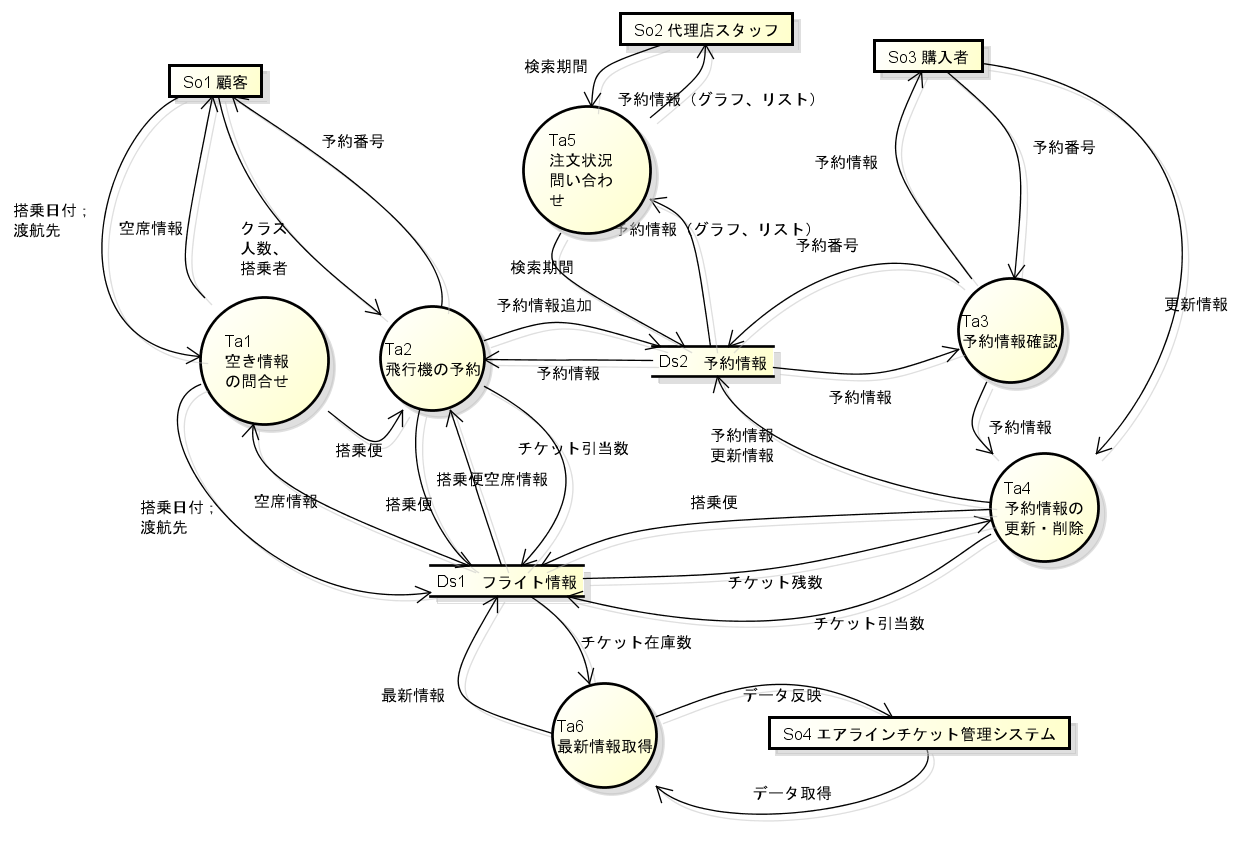 So2 代理店スタッフ
So3 購入者
So1 顧客
検索期間
予約情報（グラフ、リスト）
予約番号
Ta5
注文状況
問い合わ
せ
予約情報
予約番号
搭乗日付；
渡航先
空席情報
クラス
人数、
搭乗者
予約情報（グラフ、リスト）
予約番号
検索期間
予約情報追加
更新情報
Ta1
空き情報
の問合せ
Ta2
飛行機の予約
Ta3
予約情報確認
Ds2 予約情報
予約情報
予約情報
予約情報
搭乗便
チケット引当数
予約情報
更新情報
搭乗便空席情報
搭乗便
空席情報
搭乗日付；
渡航先
搭乗便
Ta4
予約情報の
更新・削除
Ds1 フライト情報
チケット残数
チケット引当数
チケット在庫数
最新情報
データ反映
Ta6
最新情報取得
So4 エアラインチケット管理システム
データ取得